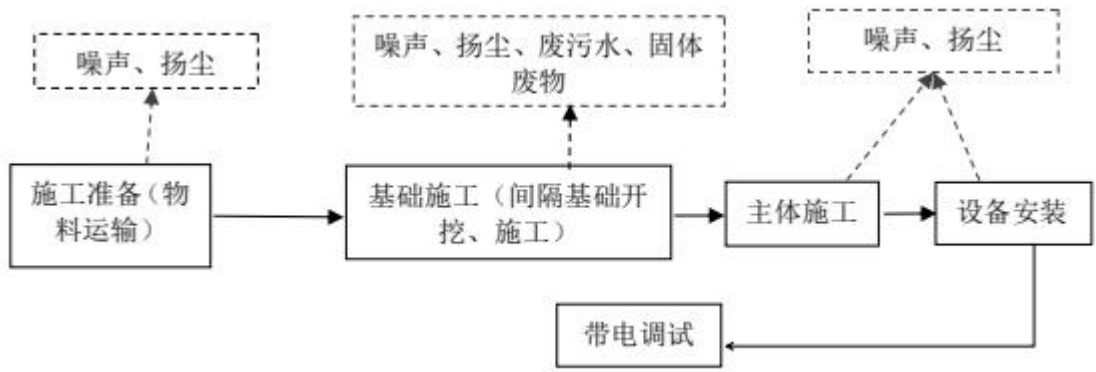 噪声、扬尘
噪声、扬尘、废污水、固体
废物
噪声、扬尘
施工准备（物
料运输）
基础施工（间隔基础开
挖、施工）
主体施工
设备安装
带电调试